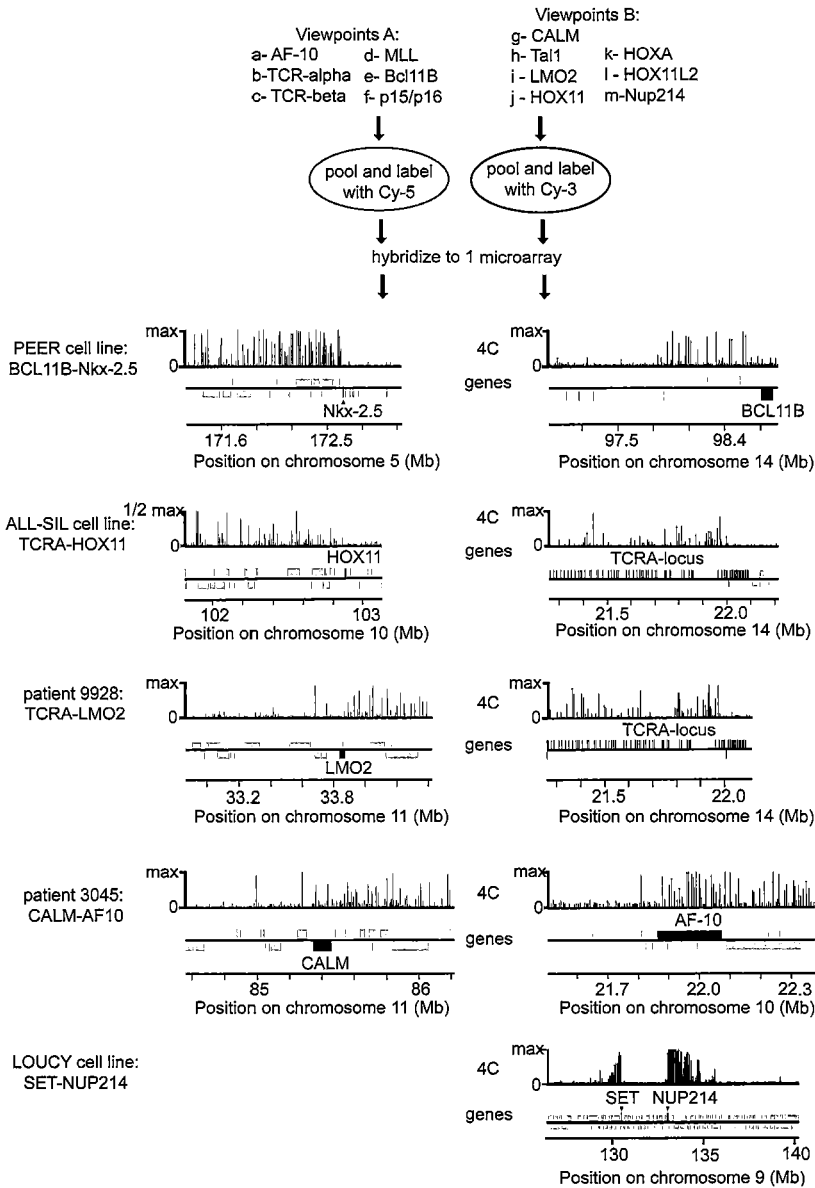 Viewpoints A:
a- AF-10
b-TCR-alpha
c- TCR-beta
d- MLL
e- Bcl11B
f- p15/p16
Viewpoints B:
g- CALM
h- Tal1
i - LMO2
j - HOX11
k- HOXA
l - HOX11L2
m-Nup214
pool and label
with Cy-5
pool and label
with Cy-3
hybridize to 1 microarray
PEER cell line:
BCL11B-Nkx-2.5
max
0
Nkx-2.5
171.6 172.5
Position on chromosome 5 (Mb)
4C
genes
max
0
BCL11B
97.5 98.4
Position on chromosome 14 (Mb)
ALL-SIL cell line:
TCRA-HOX11
1/2 max
0
HOX11
102 103
Position on chromosome 10 (Mb)
4C
genes
max
0
TCRA-locus
21.5 22.0
Position on chromosome 14 (Mb)
patient 9928:
TCRA-LMO2
max
0
LMO2
33.2 33.8
Position on chromosome 11 (Mb)
4C
genes
max
0
TCRA-locus
21.5 22.0
Position on chromosome 14 (Mb)
patient 3045:
CALM-AF10
max
0
CALM
85 86
Position on chromosome 11 (Mb)
4C
genes
max
0
AF-10
21.7 22.0 22.3
Position on chromosome 10 (Mb)
LOUCY cell line:
SET-NUP214
4C
genes
max
0
SET NUP214
130 135 140
Position on chromosome 9 (Mb)